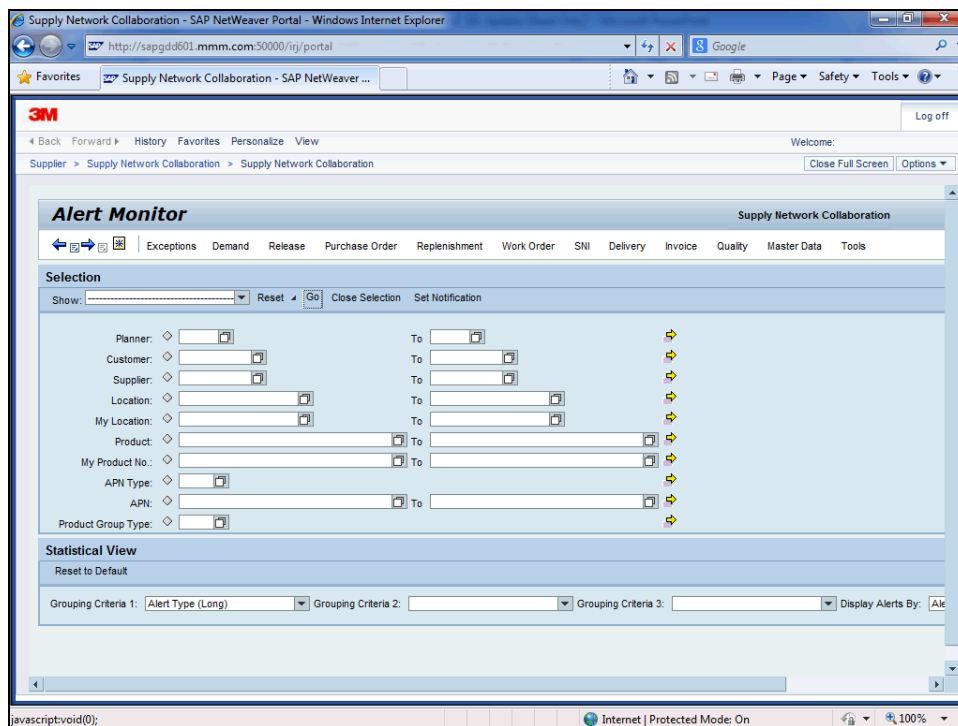 Supply Network Collaboration - SAP NetWeaver Portal - Windows Internet Explorer
http://sapgdd601.mmm.com:50000/irj/portal
Google
Favorites Supply Network Collaboration - SAP NetWeaver ... Page Safety Tools
3M Log off
Back Forward History Favorites Personalize View Welcome:
Supplier > Supply Network Collaboration > Supply Network Collaboration Close Full Screen Options
Alert Monitor Supply Network Collaboration
Exceptions Demand Release Purchase Order Replenishment Work Order SNI Delivery Invoice Quality Master Data Tools
Selection
Show: Reset Go Close Selection Set Notification
Planner: To
Customer: To
Supplier: To
Location: To
My Location: To
Product: To
My Product No.: To
APN Type:
APN: To
Product Group Type:
Statistical View
Reset to Default
Grouping Criteria 1: Alert Type (Long) Grouping Criteria 2: Grouping Criteria 3: Display Alerts By: Ale
javascript:void(0); Internet | Protected Mode: On 100%